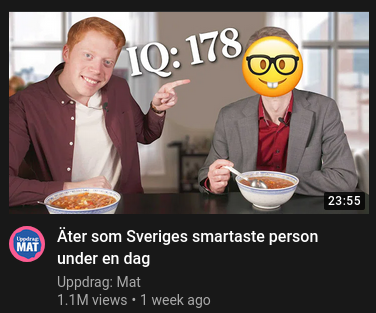 IQ: 178
23:55
Uppdrag:
MAT
Äter som Sveriges smartaste person
under en dag
Uppdrag: Mat
1.1M views • 1 week ago